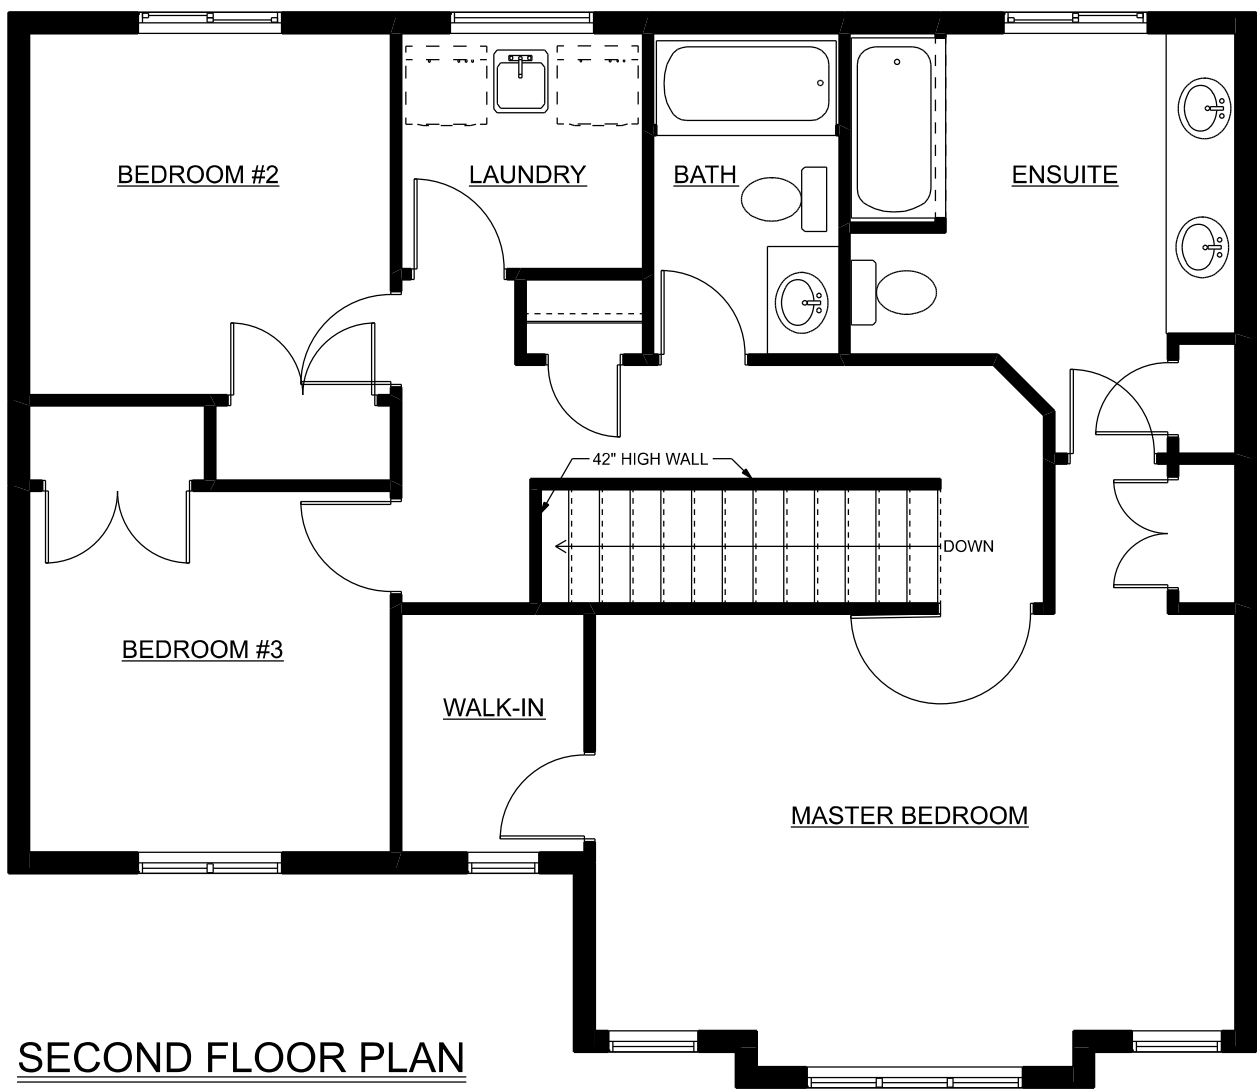 BEDROOM #2
LAUNDRY
BATH
ENSUITE
42" HIGH WALL
DOWN
BEDROOM #3
WALK-IN
MASTER BEDROOM
SECOND FLOOR PLAN